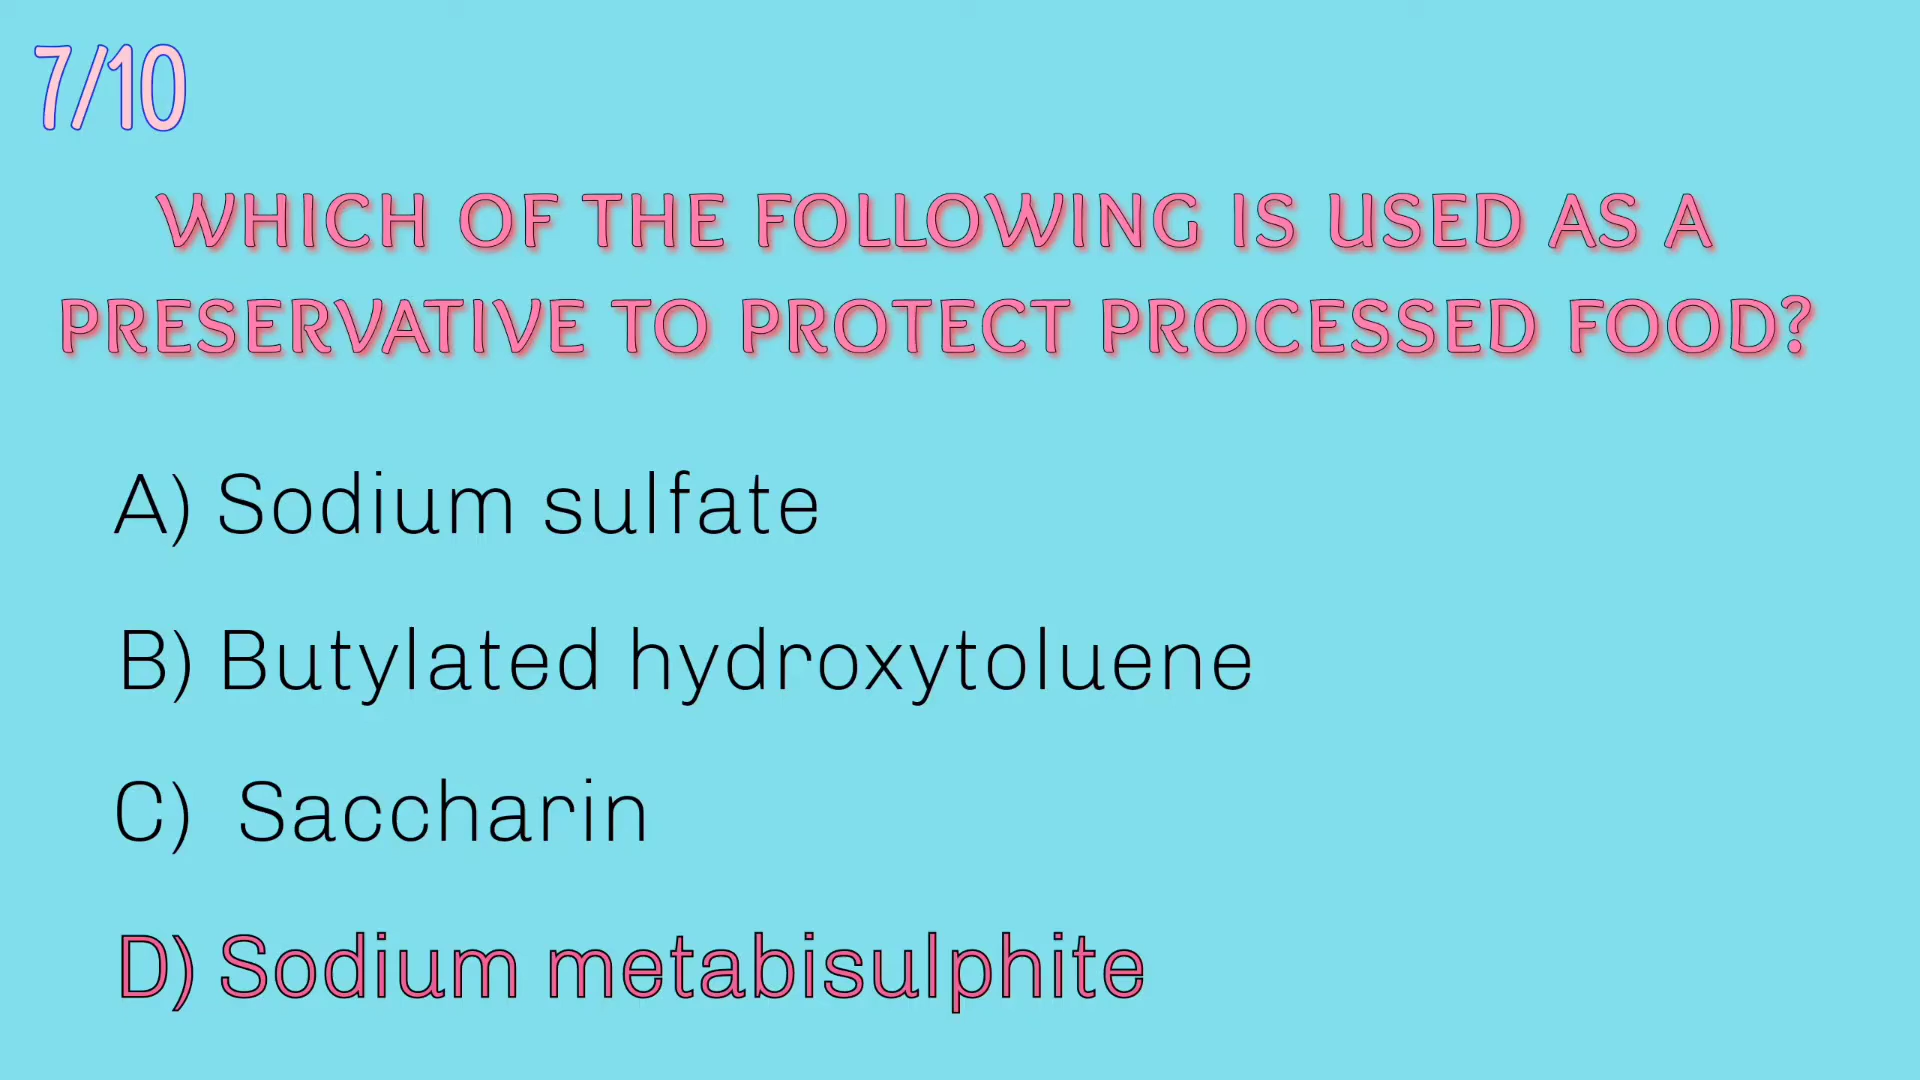 7/10
WHICH OF THE FOLLOWING IS USED AS A
PRESERVATIVE TO PROTECT PROCESSED FOOD?
A) Sodium sulfate
B) Butylated hydroxytoluene
C) Saccharin
D) Sodium metabisulphite